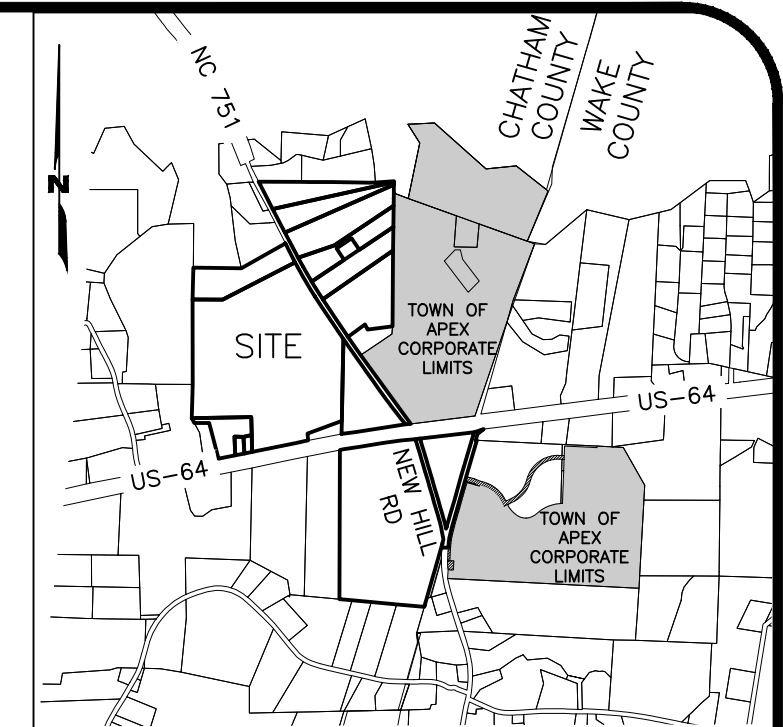 NC 751
CHATHAM
COUNTY
WAKE
COUNTY
N
TOWN OF
APEX
CORPORATE
LIMITS
SITE
US-64
US-64
NEW HILL
RD
TOWN OF
APEX
CORPORATE
LIMITS